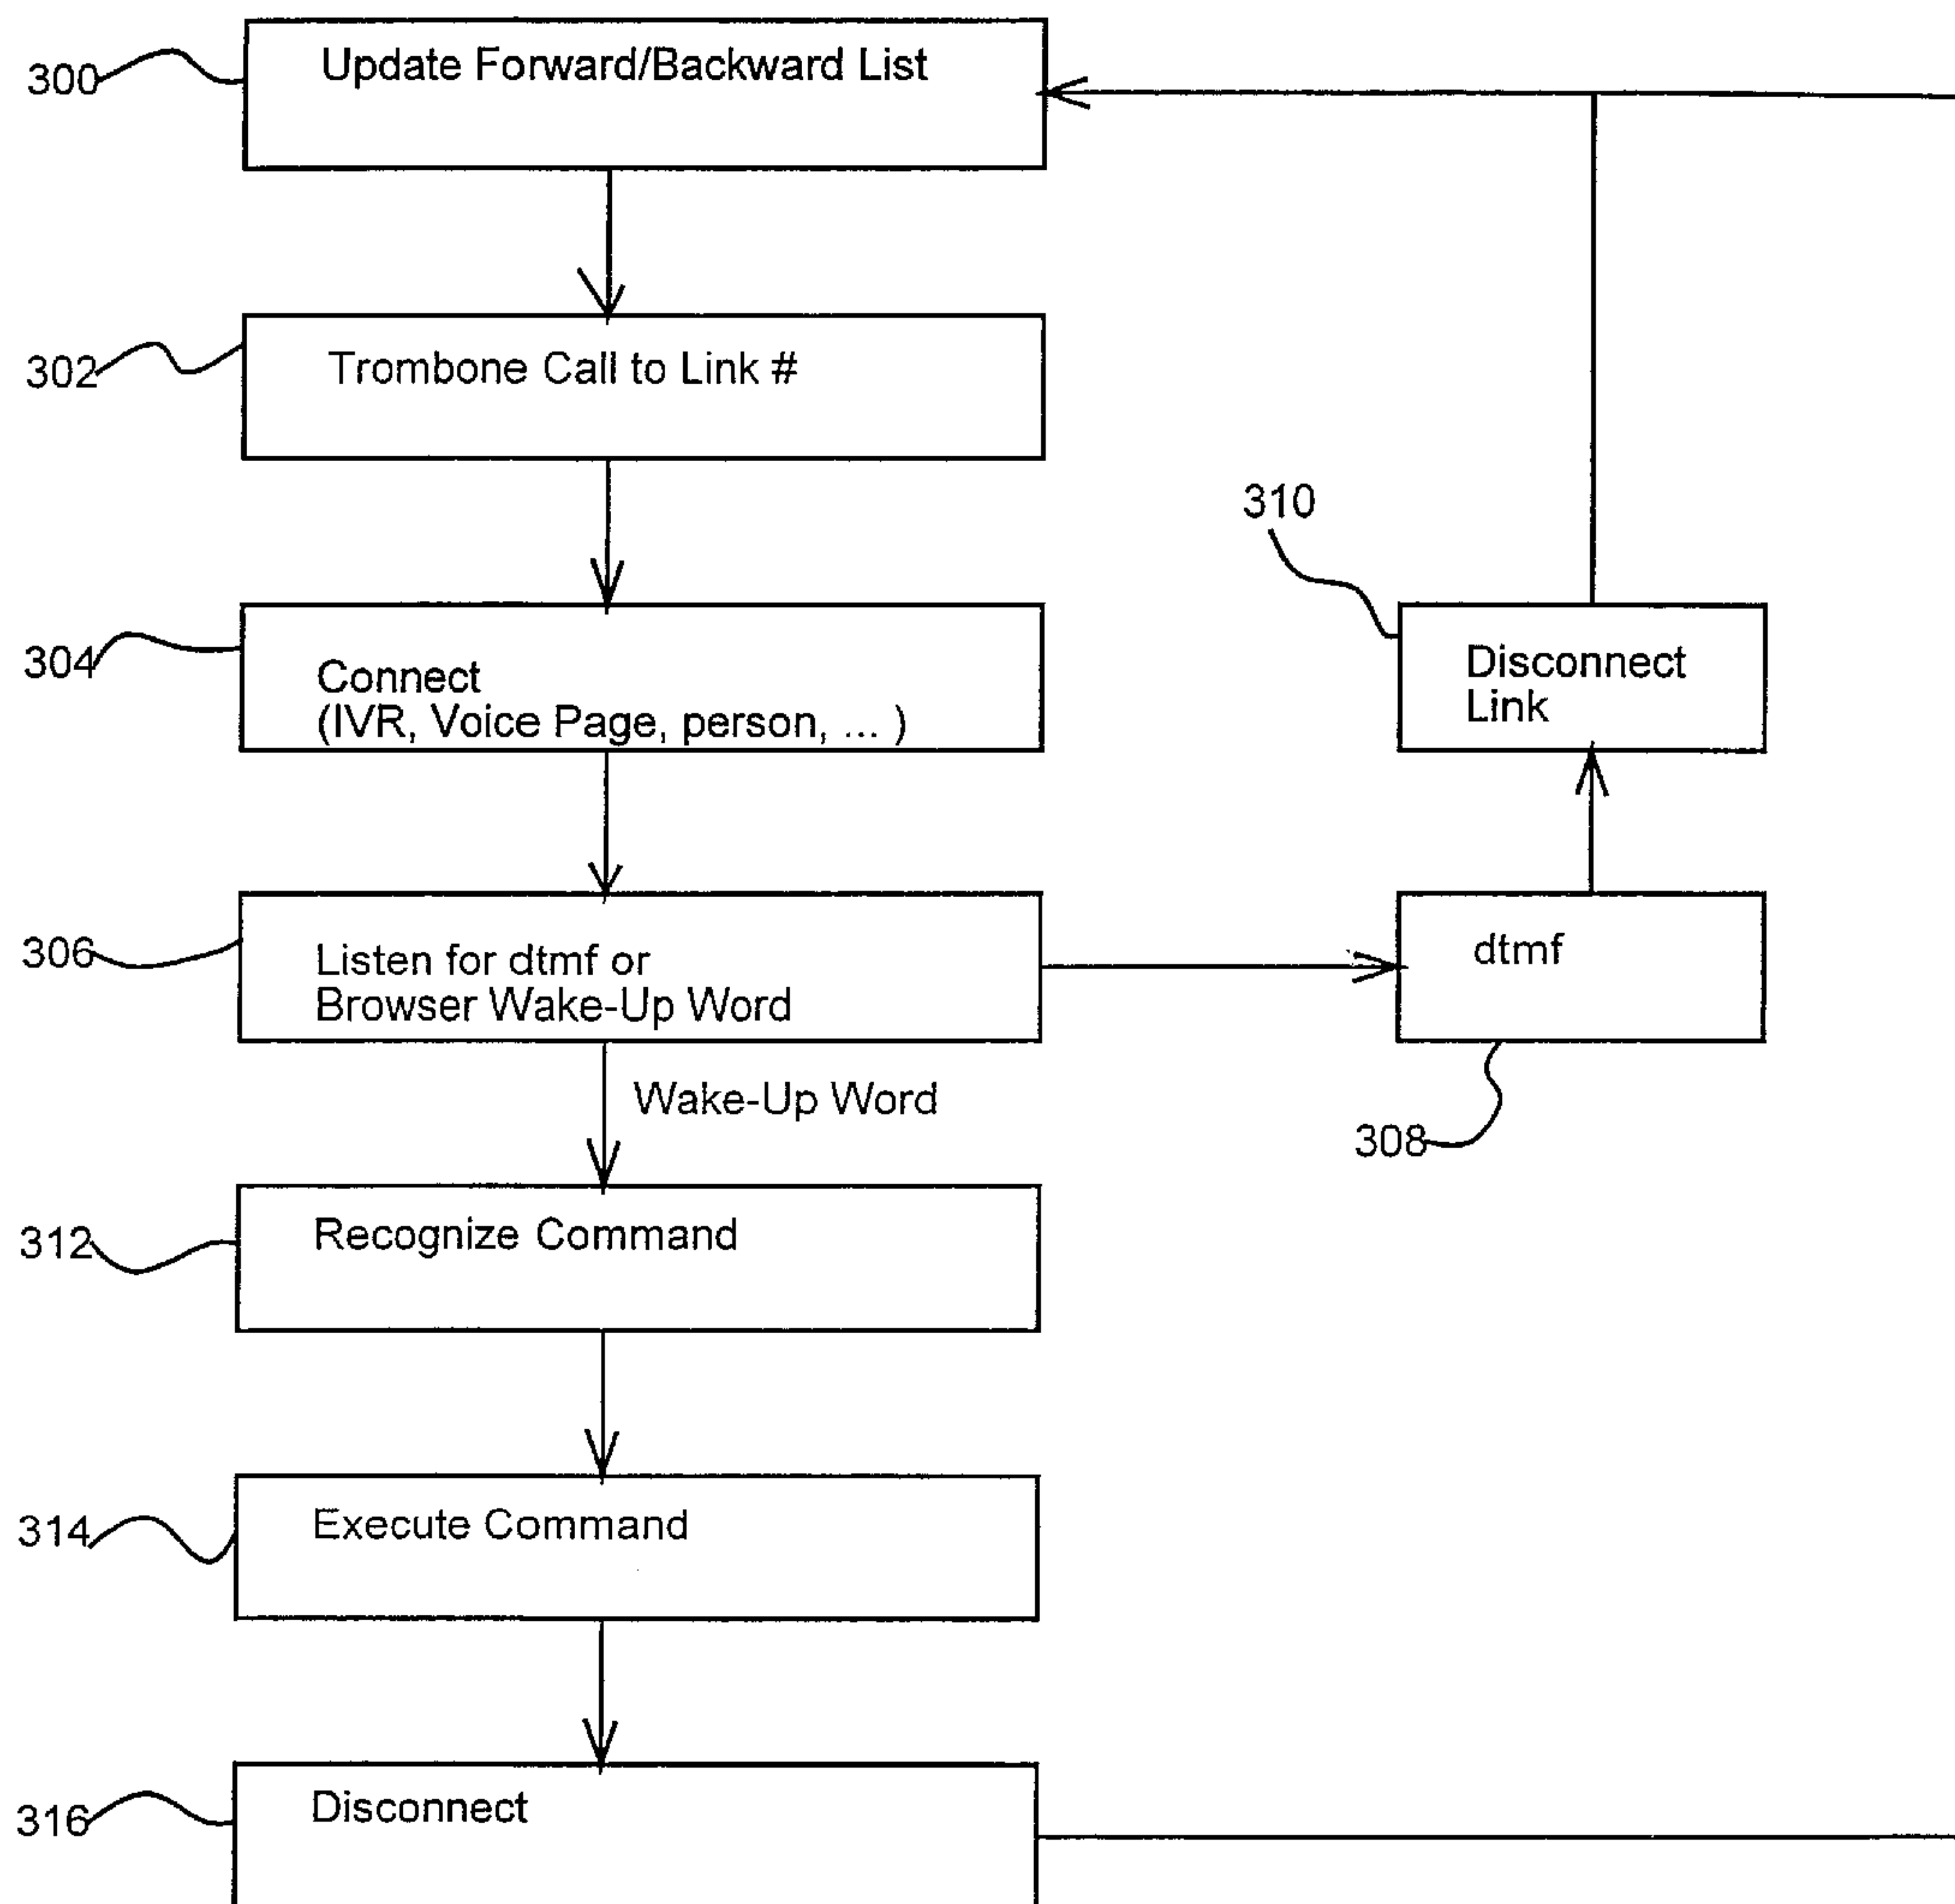 300
Update Forward/Backward List
302
Trombone Call to Link #
310
304
Connect
(IVR, Voice Page, person, ... )
Disconnect
Link
306
Listen for dtmf or
Browser Wake-Up Word
dtmf
Wake-Up Word
308
312
Recognize Command
314
Execute Command
316
Disconnect